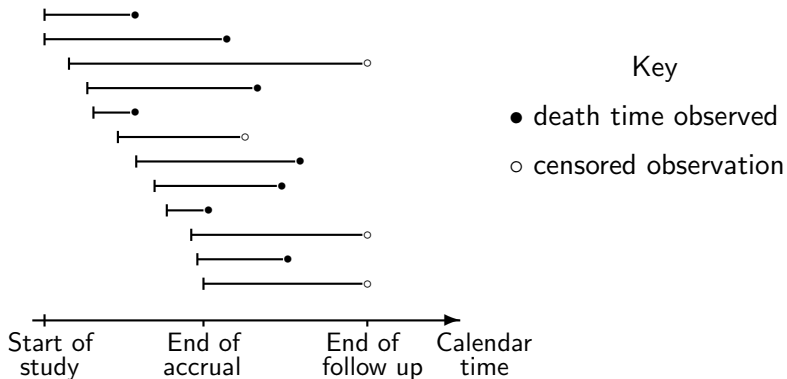 Key
death time observed
censored observation
Start of study
End of accrual
End of follow up
Calendar time